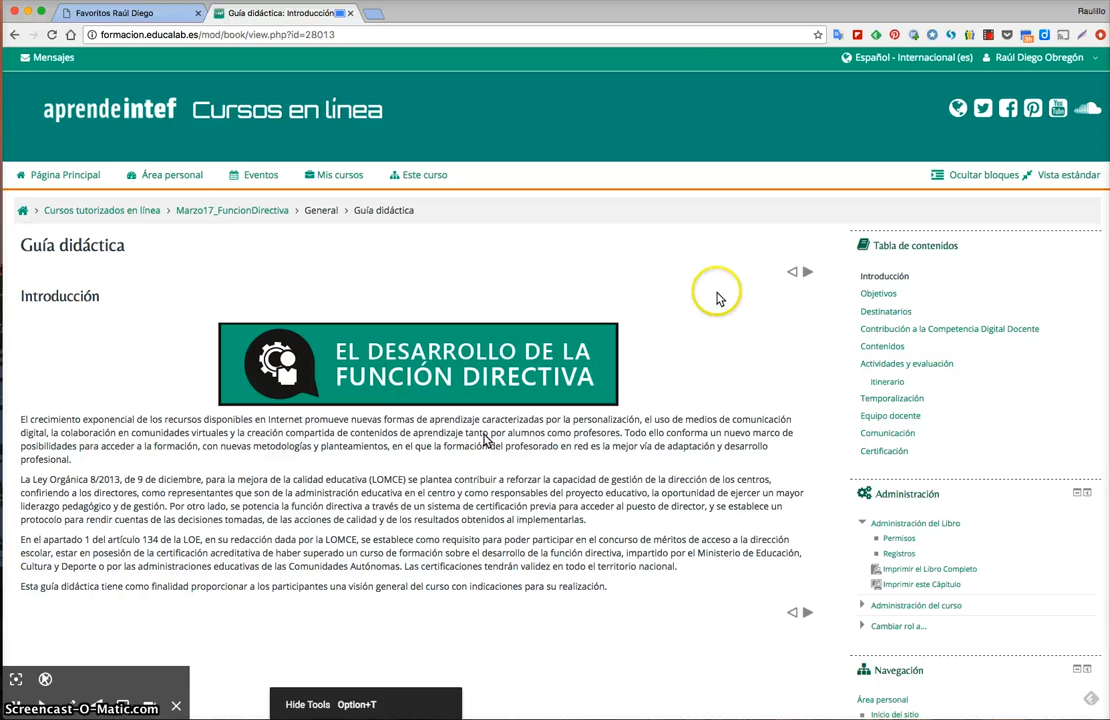 Favoritos Raúl Diego
Guía didáctica: Introducción
Raulillo
formacion.educalab.es/mod/book/view.php?id=28013
Mensajes
Español - Internacional (es)
Raúl Diego Obregón
aprendeintef Cursos en línea
Página Principal
Área personal
Eventos
Mis cursos
Este curso
Ocultar bloques
Vista estándar
Cursos tutorizados en línea > Marzo17_FuncionDirectiva > General > Guía didáctica
Guía didáctica
Introducción
EL DESARROLLO DE LA
FUNCIÓN DIRECTIVA
El crecimiento exponencial de los recursos disponibles en Internet promueve nuevas formas de aprendizaje caracterizadas por la personalización, el uso de medios de comunicación
digital, la colaboración en comunidades virtuales y la creación compartida de contenidos de aprendizaje tanto por alumnos como profesores. Todo ello conforma un nuevo marco de
posibilidades para acceder a la formación, con nuevas metodologías y planteamientos, en el que la formación del profesorado en red es la mejor vía de adaptación y desarrollo
profesional.
La Ley Orgánica 8/2013, de 9 de diciembre, para la mejora de la calidad educativa (LOMCE) se plantea contribuir a reforzar la capacidad de gestión de la dirección de los centros,
confiriendo a los directores, como representantes que son de la administración educativa en el centro y como responsables del proyecto educativo, la oportunidad de ejercer un mayor
liderazgo pedagógico y de gestión. Por otro lado, se potencia la función directiva a través de un sistema de certificación previa para acceder al puesto de director, y se establece un
protocolo para rendir cuentas de las decisiones tomadas, de las acciones de calidad y de los resultados obtenidos al implementarlas.
En el apartado 1 del artículo 134 de la LOE, en su redacción dada por la LOMCE, se establece como requisito para poder participar en el concurso de méritos de acceso a la dirección
escolar, estar en posesión de la certificación acreditativa de haber superado un curso de formación sobre el desarrollo de la función directiva, impartido por el Ministerio de Educación,
Cultura y Deporte o por las administraciones educativas de las Comunidades Autónomas. Las certificaciones tendrán validez en todo el territorio nacional.
Esta guía didáctica tiene como finalidad proporcionar a los participantes una visión general del curso con indicaciones para su realización.
Tabla de contenidos
Introducción
Objetivos
Destinatarios
Contribución a la Competencia Digital Docente
Contenidos
Actividades y evaluación
Itinerario
Temporalización
Equipo docente
Comunicación
Certificación
Administración
Administración del Libro
Permisos
Registros
Imprimir el Libro Completo
Imprimir este Cápitulo
Administración del curso
Cambiar rol a...
Navegación
Área personal
Inicio del sitio
Screencast-O-Matic.com
Hide Tools Option+T